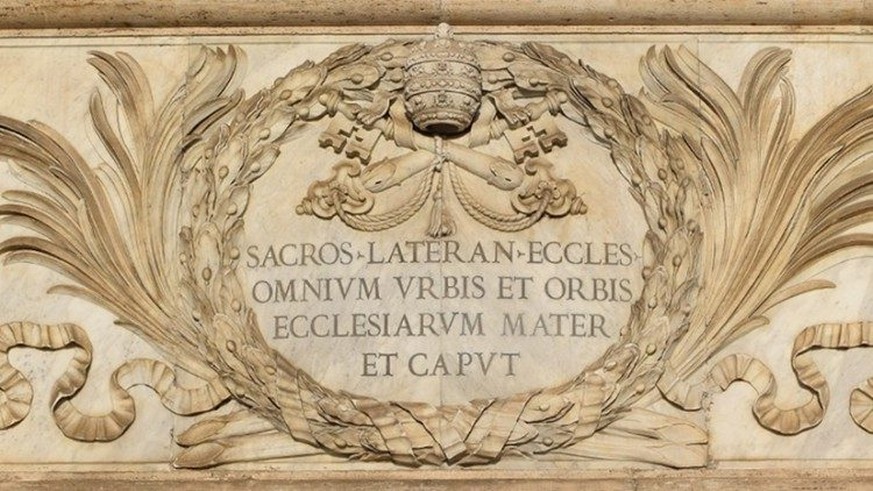 SACROS·LATERAN·ECCLES·
OMNIVM VRBIS ET ORBIS
ECCLESIARVM MATER
ET CAPVT